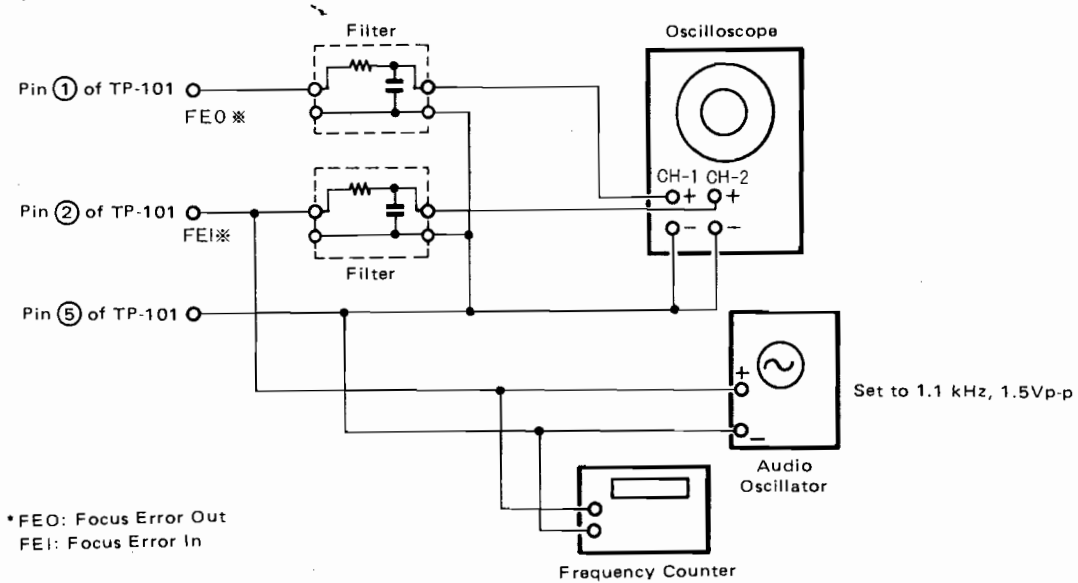 Filter
Oscilloscope
Pin ① of TP-101
FEO※
CH-1 CH-2
+ +
Pin ② of TP-101
FEI※
- -
Filter
Pin ⑤ of TP-101
+
Set to 1.1 kHz, 1.5Vp-p
-
Audio
Oscillator
*FEO: Focus Error Out
FEI: Focus Error In
Frequency Counter